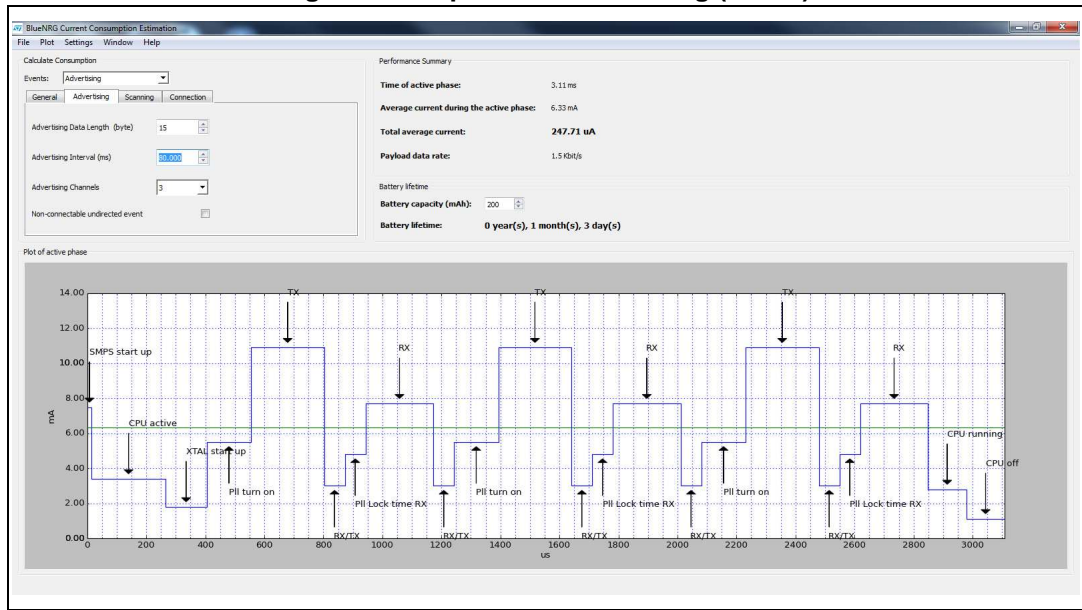 BlueNRG Current Consumption Estimation
File Plot Settings Window Help
Calculate Consumption
Events: Advertising
General Advertising Scanning Connection
Advertising Data Length (byte) 15
Advertising Interval (ms) 80.000
Advertising Channels 3
Non-connectable undirected event
Performance Summary
Time of active phase: 3.11 ms
Average current during the active phase: 6.33 mA
Total average current: 247.71 uA
Payload data rate: 1.5 Kbit/s
Battery lifetime
Battery capacity (mAh): 200
Battery lifetime: 0 year(s), 1 month(s), 3 day(s)
Plot of active phase
14.00
12.00
10.00
8.00
6.00
4.00
2.00
0.00
mA
TX TX TX
SMPS start up RX RX RX
CPU active CPU running
XTAL start up CPU off
Pll turn on Pll turn on Pll turn on
Pll Lock time RX Pll Lock time RX Pll Lock time RX
RX/TX RX/TX RX/TX RX/TX RX/TX
0 200 400 600 800 1000 1200 1400 1600 1800 2000 2200 2400 2600 2800 3000
us